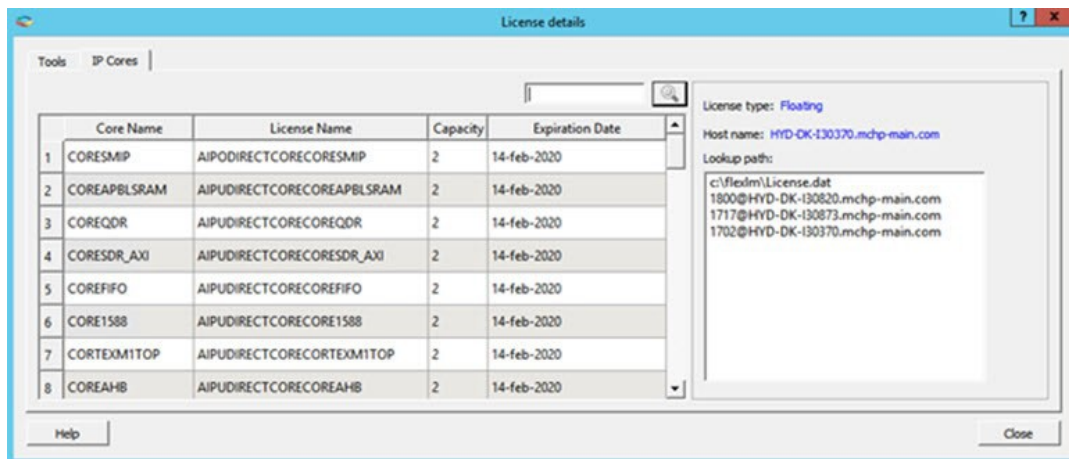 License details
? x
Tools IP Cores
Core Name License Name Capacity Expiration Date
1 CORESMIP AIPODIRECTCORECORESMIP 2 14-feb-2020
2 COREAPBLSRAM AIPUDIRECTCORECOREAPBLSRAM 2 14-feb-2020
3 COREQDR AIPUDIRECTCORECOREQDR 2 14-feb-2020
4 CORESDR_AXI AIPUDIRECTCORECORESDR_AXI 2 14-feb-2020
5 COREFIFO AIPUDIRECTCORECOREFIFO 2 14-feb-2020
6 CORE1588 AIPUDIRECTCORECORE1588 2 14-feb-2020
7 CORTEXM1TOP AIPUDIRECTCORECORTEXM1TOP 2 14-feb-2020
8 COREAHB AIPUDIRECTCORECOREAHB 2 14-feb-2020
License type: Floating
Host name: HYD-DK-I30370.mchp-main.com
Lookup path:
c:\flexlm\License.dat
1800@HYD-DK-I30820.mchp-main.com
1717@HYD-DK-I30873.mchp-main.com
1702@HYD-DK-I30370.mchp-main.com
Help
Close